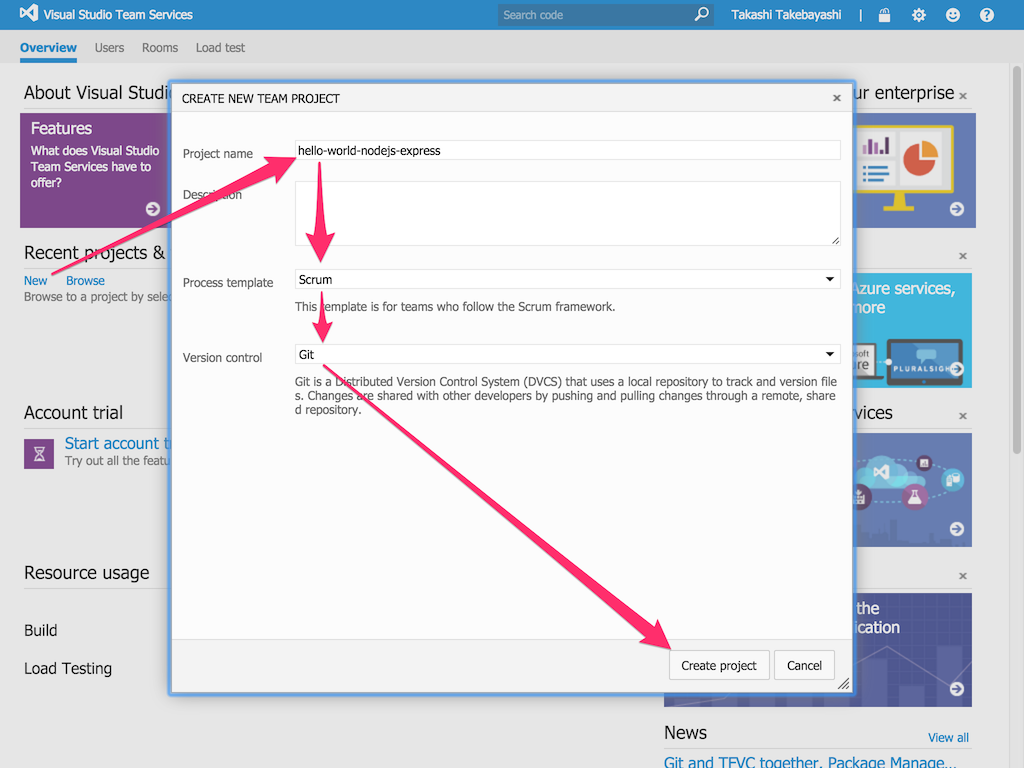 Visual Studio Team Services
Search code
Takashi Takebayashi
Overview Users Rooms Load test
About Visual Studi
ur enterprise
Features
What does Visual Studio
Team Services have to
offer?
Recent projects &
New Browse
Browse to a project by selec
Account trial
Start account t
Try out all the featu
Resource usage
Build
Load Testing
CREATE NEW TEAM PROJECT
Project name
hello-world-nodejs-express
Description
Process template
Scrum
This template is for teams who follow the Scrum framework.
Version control
Git
Git is a Distributed Version Control System (DVCS) that uses a local repository to track and version file
s. Changes are shared with other developers by pushing and pulling changes through a remote, share
d repository.
Create project
Cancel
Azure services,
more
PLURALSIGH
vices
the
ication
News
View all
Git and TFVC together, Package Manage...